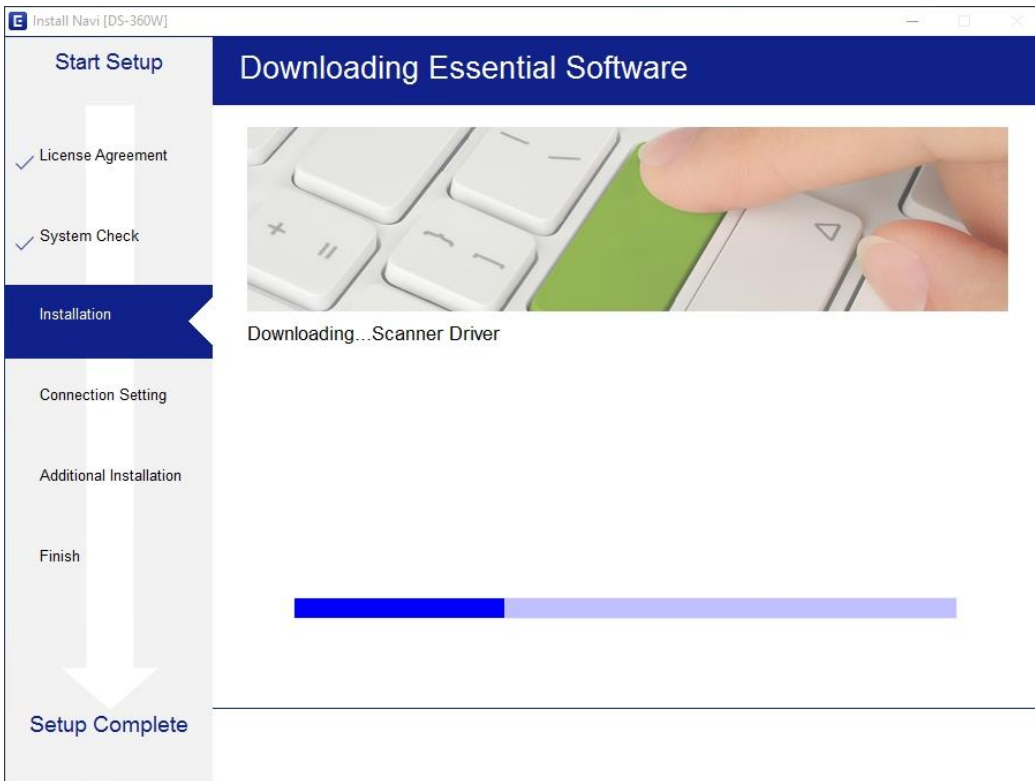 Install Navi [DS-360W]
Start Setup
Downloading Essential Software
License Agreement
System Check
Installation
Downloading...Scanner Driver
Connection Setting
Additional Installation
Finish
Setup Complete